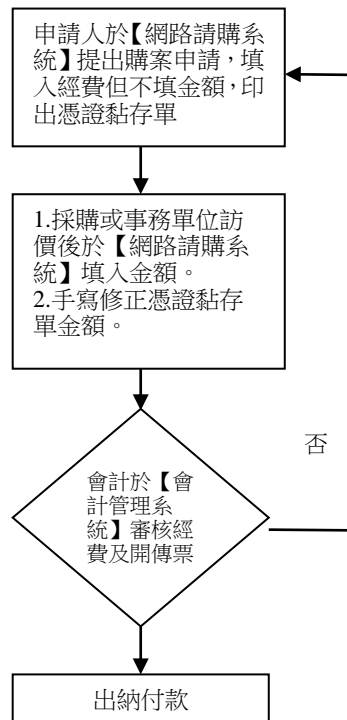 申請人於【網路請購系
統】提出購案申請，填
入經費但不填金額，印
出憑證黏存單
1.採購或事務單位訪
價後於【網路請購系
統】填入金額。
2.手寫修正憑證黏存
單金額。
否
會計於【會
計管理系
統】審核經
費及開傳票
出納付款